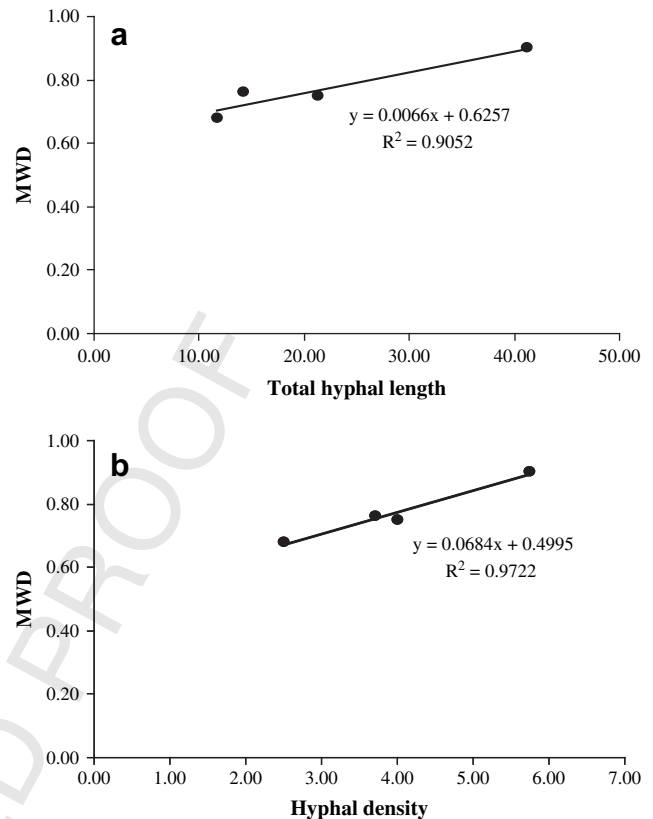 a
1.00
0.80
0.60
0.40
0.20
0.00
MWD
y = 0.0066x + 0.6257
R² = 0.9052
0.00 10.00 20.00 30.00 40.00 50.00
Total hyphal length
b
1.00
0.80
0.60
0.40
0.20
0.00
MWD
y = 0.0684x + 0.4995
R² = 0.9722
0.00 1.00 2.00 3.00 4.00 5.00 6.00 7.00
Hyphal density
D PROOF